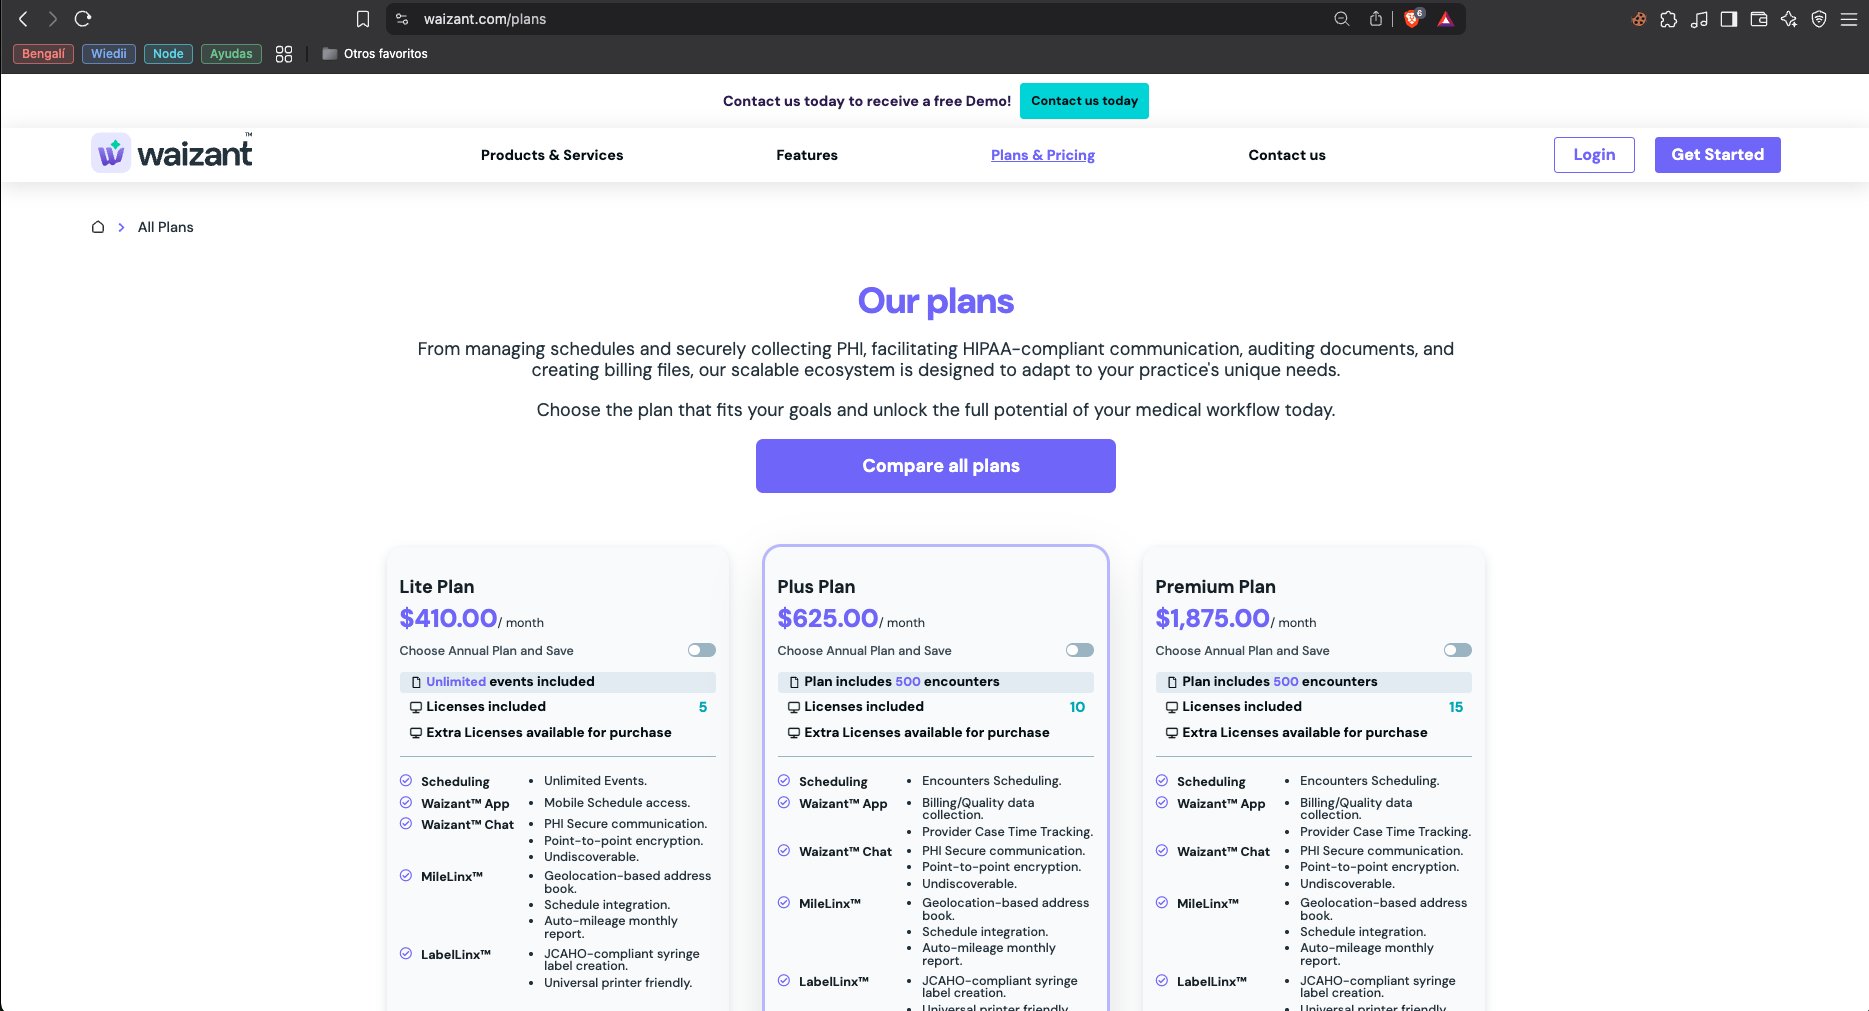 waizant.com/plans
6
Bengalí
Wiedii
Node
Ayudas
Otros favoritos
Contact us today to receive a free Demo!
Contact us today
waizant™
Products & Services
Features
Plans & Pricing
Contact us
Login
Get Started
All Plans
Our plans
From managing schedules and securely collecting PHI, facilitating HIPAA-compliant communication, auditing documents, and
creating billing files, our scalable ecosystem is designed to adapt to your practice's unique needs.
Choose the plan that fits your goals and unlock the full potential of your medical workflow today.
Compare all plans
Lite Plan
$410.00/ month
Choose Annual Plan and Save
Unlimited events included
Licenses included 5
Extra Licenses available for purchase
Scheduling
• Unlimited Events.
Waizant™ App
• Mobile Schedule access.
Waizant™ Chat
• PHI Secure communication.
• Point-to-point encryption.
• Undiscoverable.
MileLinx™
• Geolocation-based address
book.
• Schedule integration.
• Auto-mileage monthly
report.
LabelLinx™
• JCAHO-compliant syringe
label creation.
• Universal printer friendly.
Plus Plan
$625.00/ month
Choose Annual Plan and Save
Plan includes 500 encounters
Licenses included 10
Extra Licenses available for purchase
Scheduling
• Encounters Scheduling.
Waizant™ App
• Billing/Quality data
collection.
• Provider Case Time Tracking.
Waizant™ Chat
• PHI Secure communication.
• Point-to-point encryption.
• Undiscoverable.
MileLinx™
• Geolocation-based address
book.
• Schedule integration.
• Auto-mileage monthly
report.
LabelLinx™
• JCAHO-compliant syringe
label creation.
• Universal printer friendly.
Premium Plan
$1,875.00/ month
Choose Annual Plan and Save
Plan includes 500 encounters
Licenses included 15
Extra Licenses available for purchase
Scheduling
• Encounters Scheduling.
Waizant™ App
• Billing/Quality data
collection.
• Provider Case Time Tracking.
Waizant™ Chat
• PHI Secure communication.
• Point-to-point encryption.
• Undiscoverable.
MileLinx™
• Geolocation-based address
book.
• Schedule integration.
• Auto-mileage monthly
report.
LabelLinx™
• JCAHO-compliant syringe
label creation.
• Universal printer friendly.